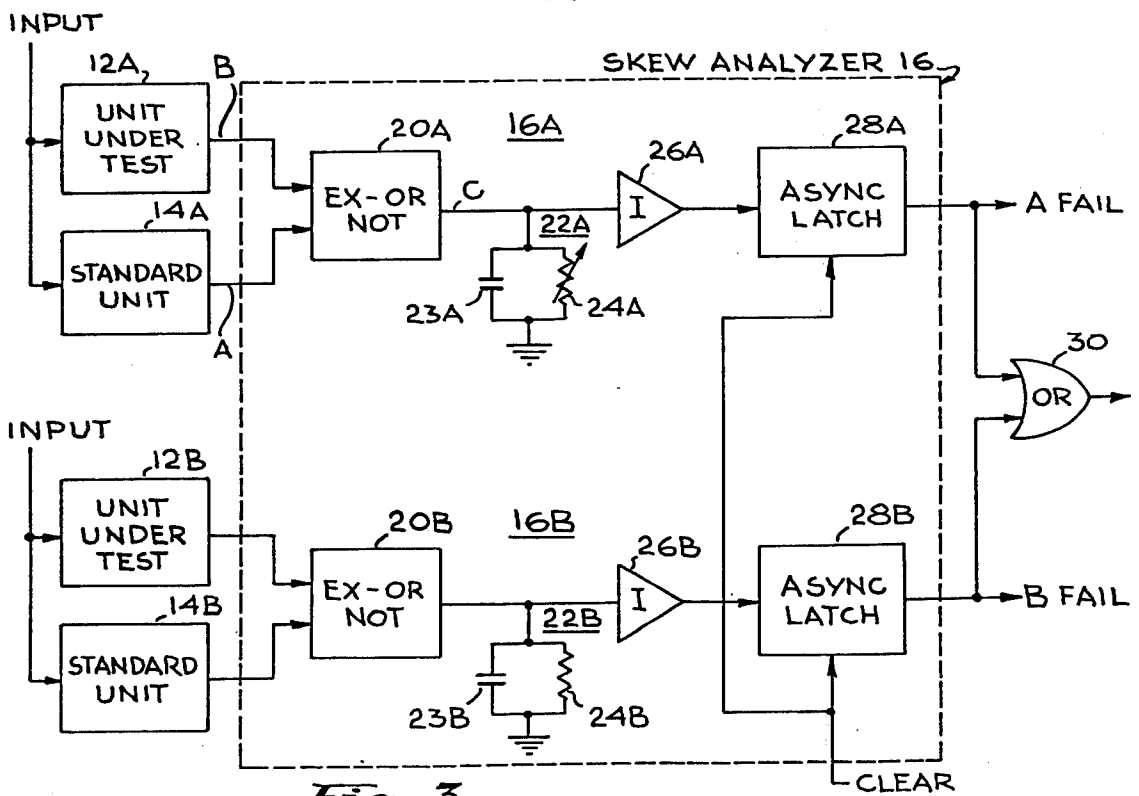 INPUT
12A
B
SKEW ANALYZER 16
UNIT
UNDER
TEST
20A
16A
26A
28A
EX-OR
NOT
C
I
ASYNC
LATCH
A FAIL
14A
22A
STANDARD
UNIT
23A
24A
A
30
OR
INPUT
12B
UNIT
UNDER
TEST
20B
16B
26B
28B
EX-OR
NOT
I
ASYNC
LATCH
B FAIL
14B
22B
STANDARD
UNIT
23B
24B
CLEAR
Fig. 3